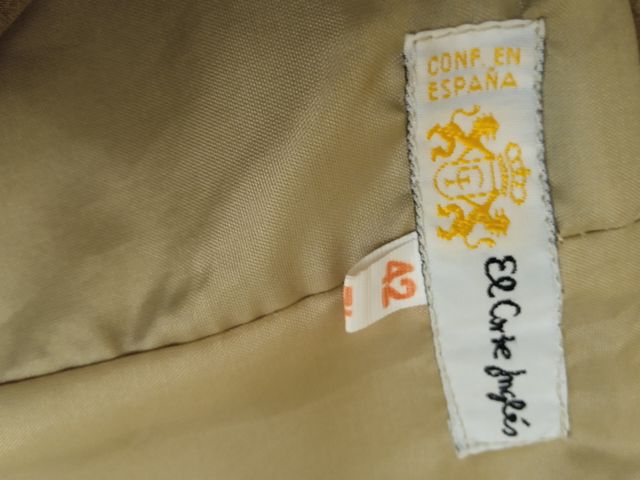 CONF. EN
ESPAÑA
El Corte Inglés
42